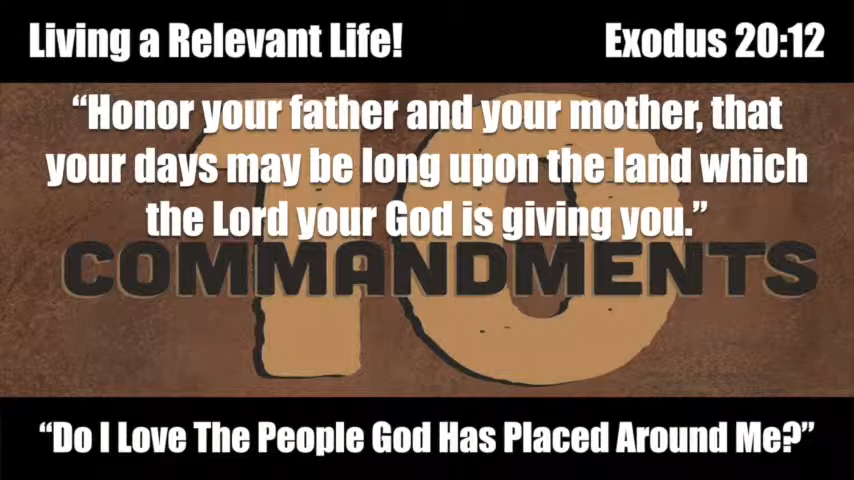 Living a Relevant Life!
Exodus 20:12
“Honor your father and your mother, that
your days may be long upon the land which
the Lord your God is giving you.”
10
COMMANDMENTS
“Do I Love The People God Has Placed Around Me?”